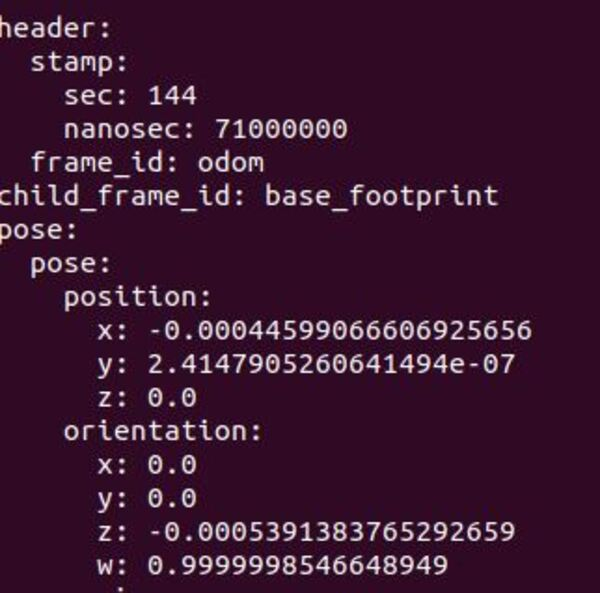 header:
  stamp:
    sec: 144
    nanosec: 71000000
  frame_id: odom
child_frame_id: base_footprint
pose:
  pose:
    position:
      x: -0.00044599066606925656
      y: 2.4147905260641494e-07
      z: 0.0
    orientation:
      x: 0.0
      y: 0.0
      z: -0.0005391383765292659
      w: 0.9999998546648949